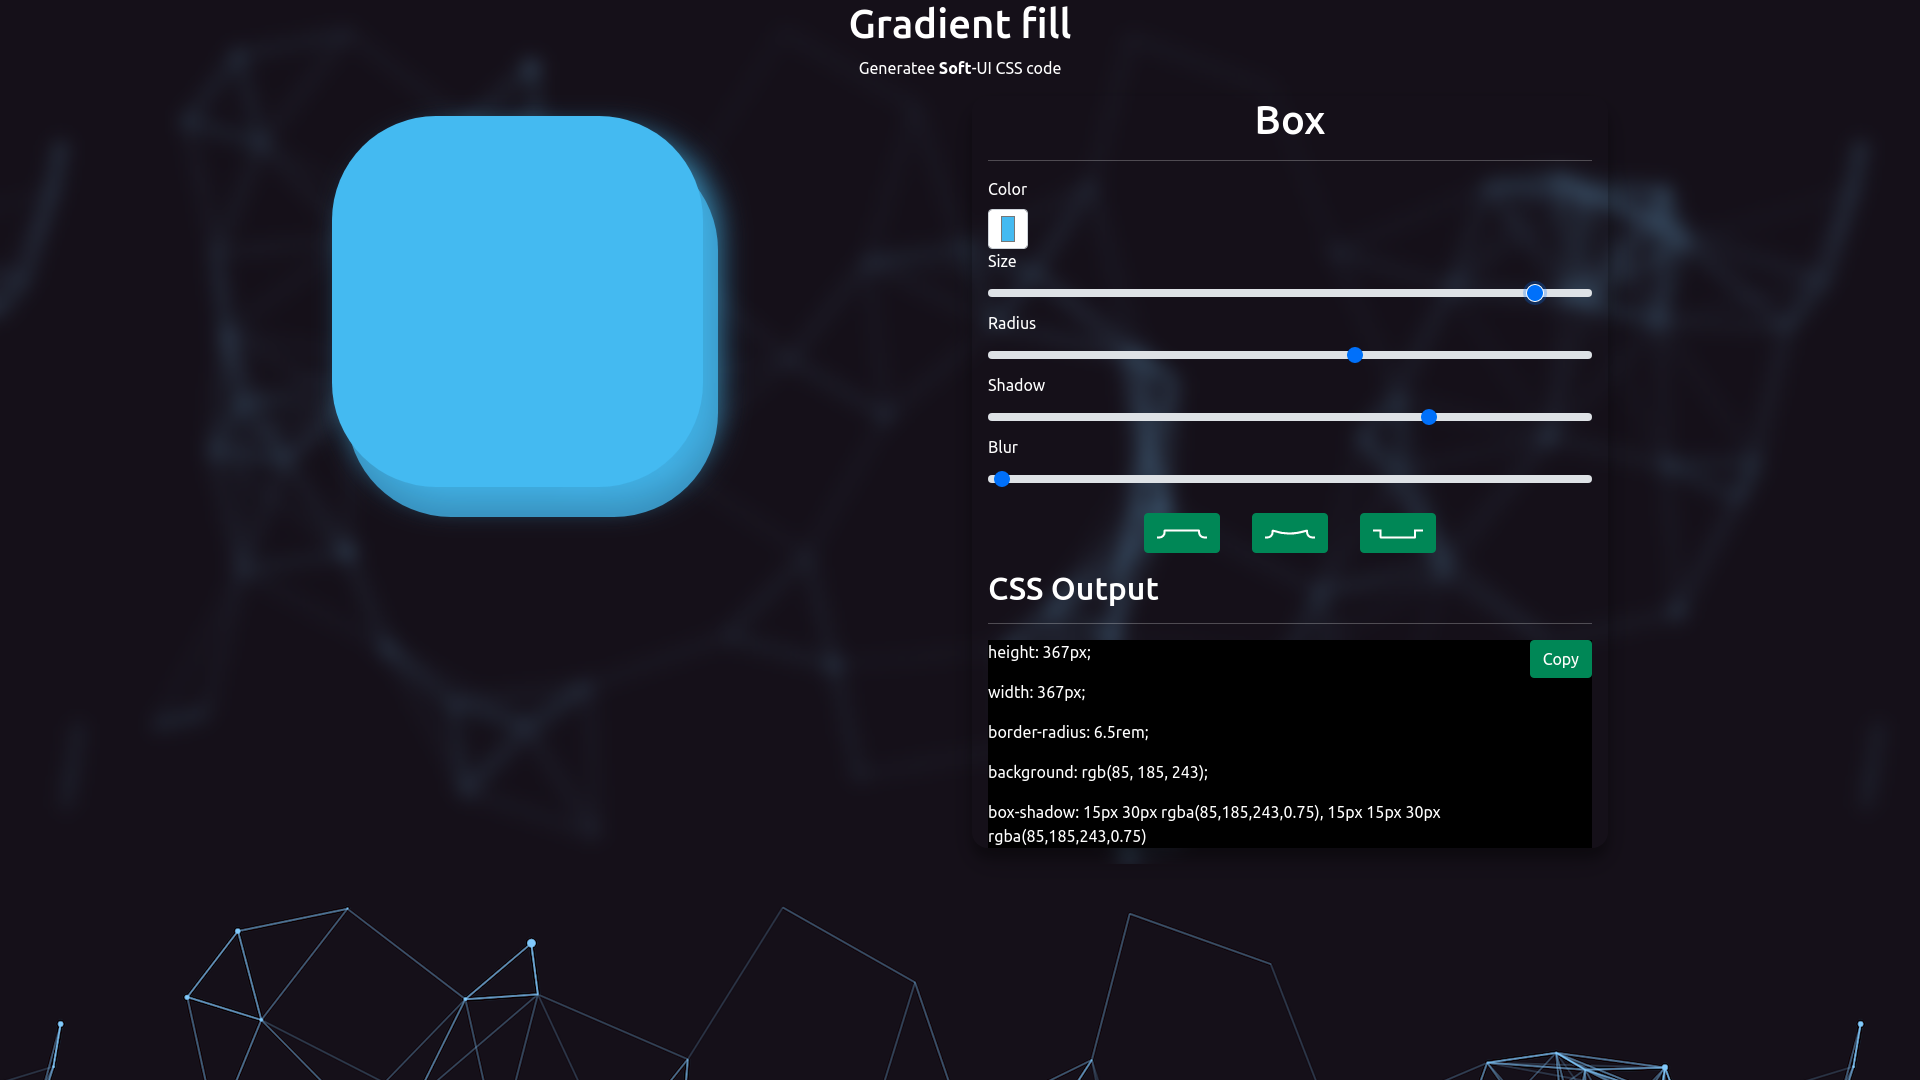 Gradient fill
Generatee Soft-UI CSS code
Box
Color
Size
Radius
Shadow
Blur
CSS Output
Copy
height: 367px;
width: 367px;
border-radius: 6.5rem;
background: rgb(85, 185, 243);
box-shadow: 15px 30px rgba(85,185,243,0.75), 15px 15px 30px
rgba(85,185,243,0.75)